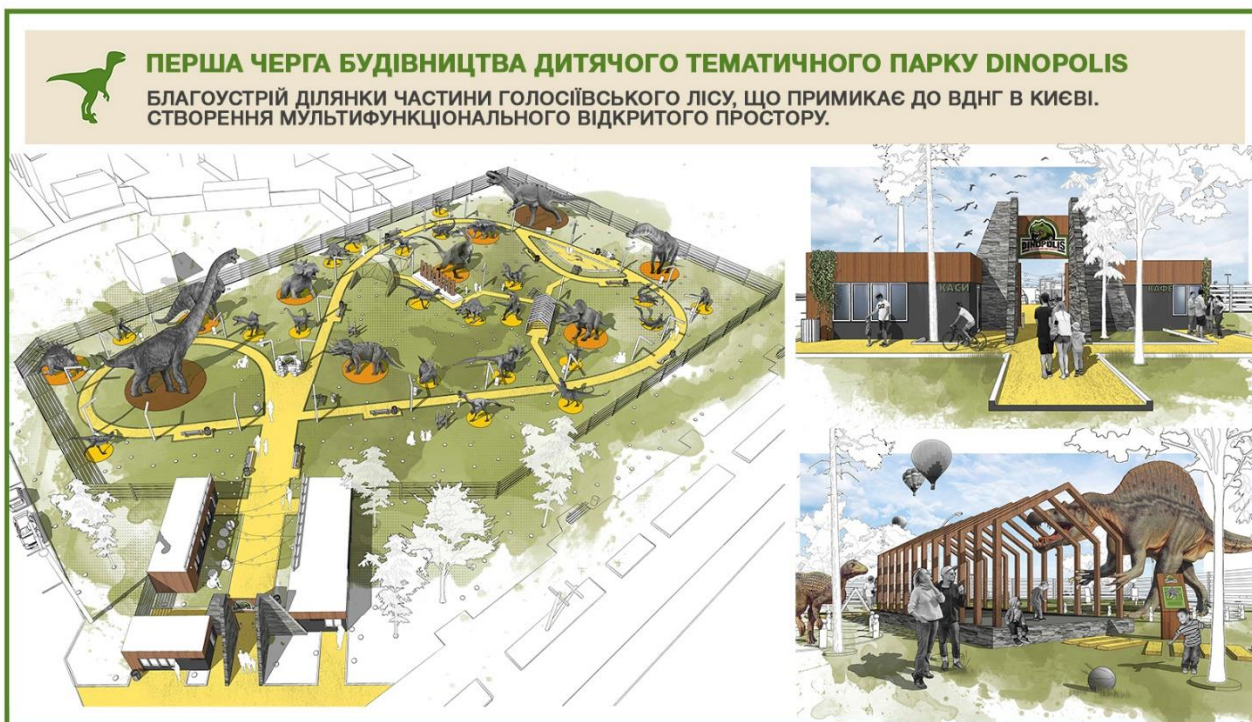 ПЕРША ЧЕРГА БУДІВНИЦТВА ДИТЯЧОГО ТЕМАТИЧНОГО ПАРКУ DINOPOLIS
БЛАГОУСТРІЙ ДІЛЯНКИ ЧАСТИНИ ГОЛОСІЇВСЬКОГО ЛІСУ, ЩО ПРИМИКАЄ ДО ВДНГ В КИЄВІ.
СТВОРЕННЯ МУЛЬТИФУНКЦІОНАЛЬНОГО ВІДКРИТОГО ПРОСТОРУ.
DINOPOLIS
КАСИ
КАФЕ